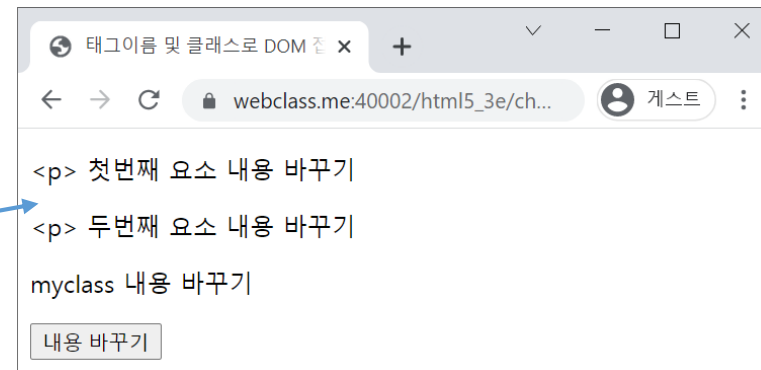 태그이름 및 클래스로 DOM 접
webclass.me:40002/html5_3e/ch...
게스트
<p> 첫번째 요소 내용 바꾸기
<p> 두번째 요소 내용 바꾸기
myclass 내용 바꾸기
내용 바꾸기